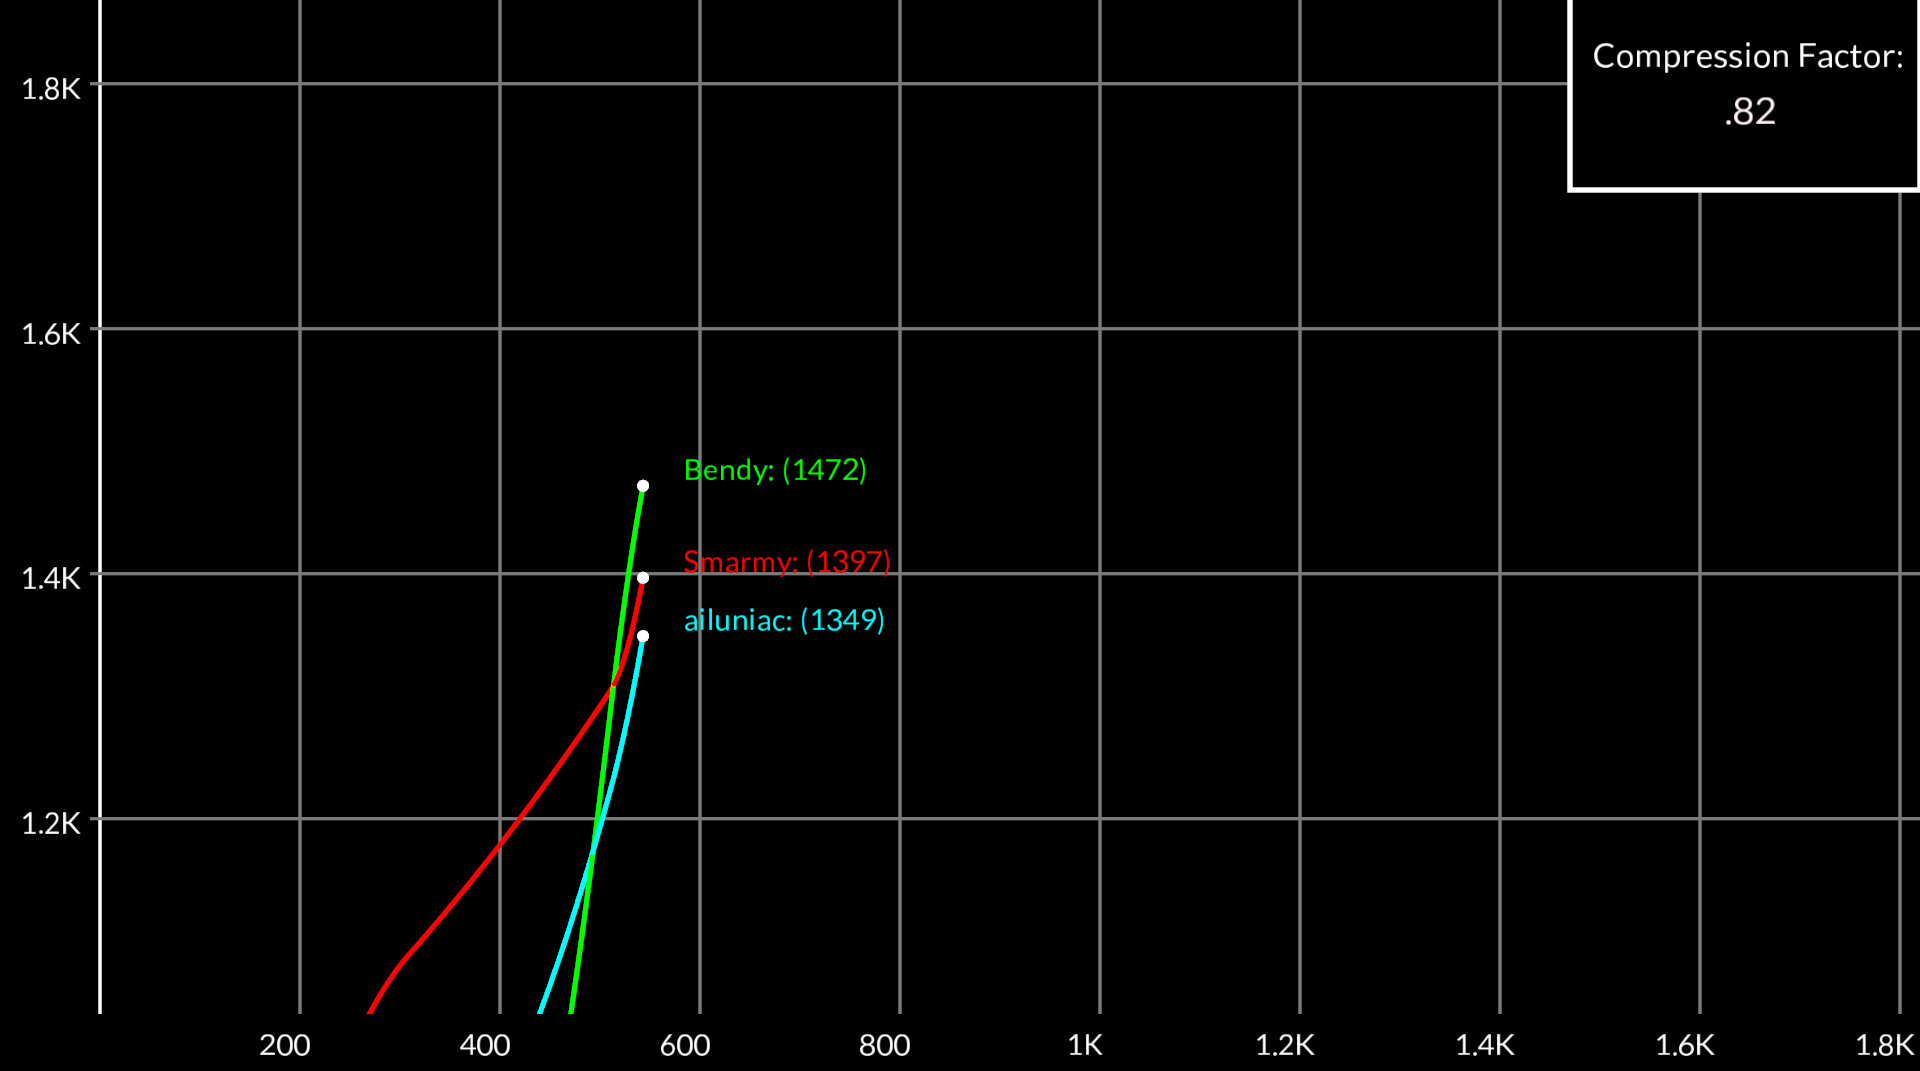 Compression Factor:
.82
1.8K
1.6K
Bendy: (1472)
Smarmy: (1397)
1.4K
ailuniac: (1349)
1.2K
200 400 600 800 1K 1.2K 1.4K 1.6K 1.8K